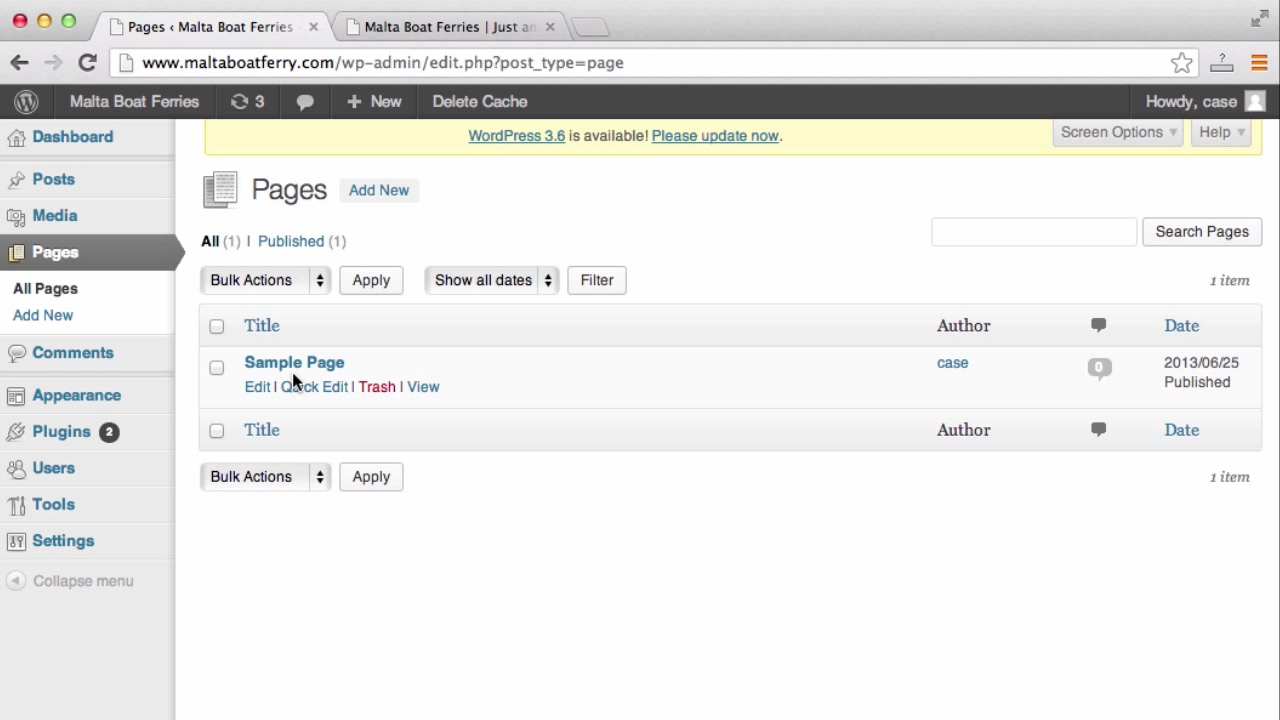 Pages ‹ Malta Boat Ferries
Malta Boat Ferries | Just an
www.maltaboatferry.com/wp-admin/edit.php?post_type=page
Malta Boat Ferries 3 + New Delete Cache Howdy, case
WordPress 3.6 is available! Please update now.
Screen Options Help
Dashboard
Posts
Media
Pages
All Pages
Add New
Comments
Appearance
Plugins 2
Users
Tools
Settings
Collapse menu
Pages Add New
All (1) | Published (1)
Search Pages
Bulk Actions Apply Show all dates Filter 1 item
Title Author Date
Sample Page case 0 2013/06/25
Published
Edit | Quick Edit | Trash | View
Title Author Date
Bulk Actions Apply 1 item